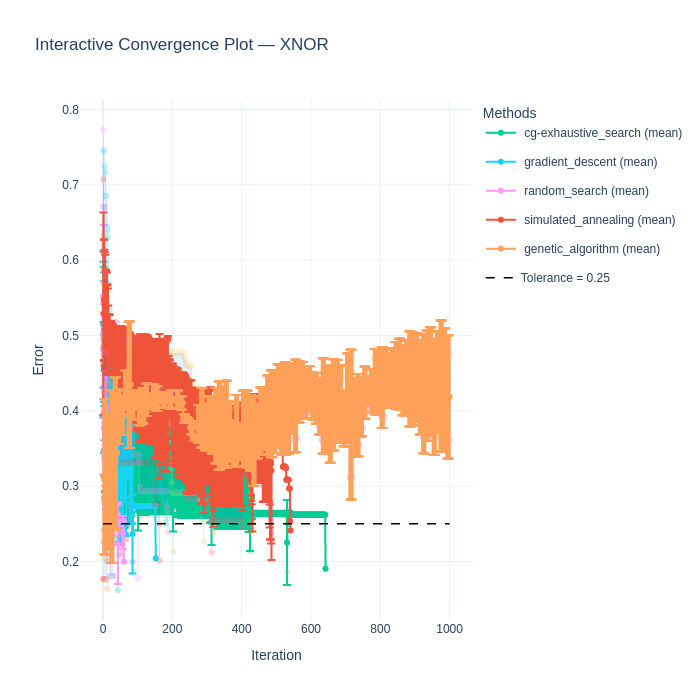 Interactive Convergence Plot — XNOR
Methods
cg-exhaustive_search (mean)
gradient_descent (mean)
random_search (mean)
simulated_annealing (mean)
genetic_algorithm (mean)
Tolerance = 0.25
Error
0.8
0.7
0.6
0.5
0.4
0.3
0.2
0
200
400
600
800
1000
Iteration